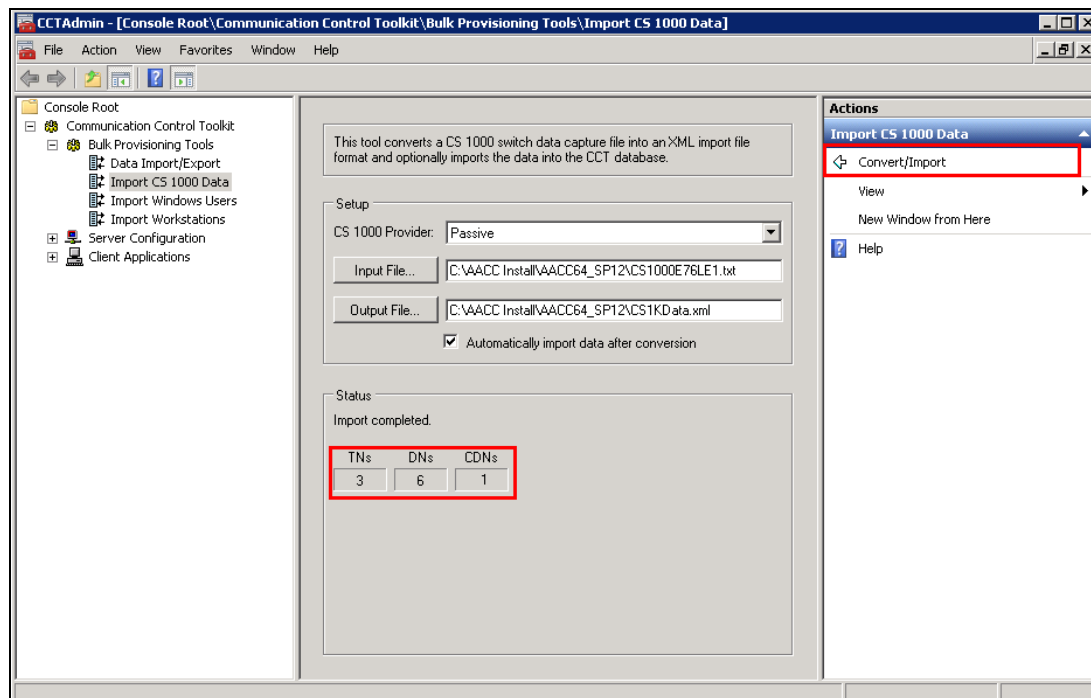 CCTAdmin - [Console Root\Communication Control Toolkit\Bulk Provisioning Tools\Import CS 1000 Data]
File Action View Favorites Window Help
Console Root
Communication Control Toolkit
Bulk Provisioning Tools
Data Import/Export
Import CS 1000 Data
Import Windows Users
Import Workstations
Server Configuration
Client Applications
This tool converts a CS 1000 switch data capture file into an XML import file
format and optionally imports the data into the CCT database.
Setup
CS 1000 Provider: Passive
Input File... C:\AACC Install\AACC64_SP12\CS1000E76LE1.txt
Output File... C:\AACC Install\AACC64_SP12\CS1KData.xml
Automatically import data after conversion
Status
Import completed.
TNs DNs CDNs
3 6 1
Actions
Import CS 1000 Data
Convert/Import
View
New Window from Here
Help